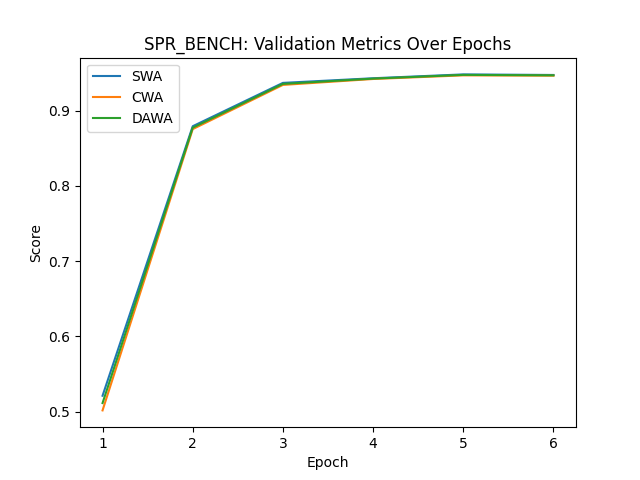 SPR_BENCH: Validation Metrics Over Epochs
SWA
CWA
DAWA
Score
0.9
0.8
0.7
0.6
0.5
1 2 3 4 5 6
Epoch